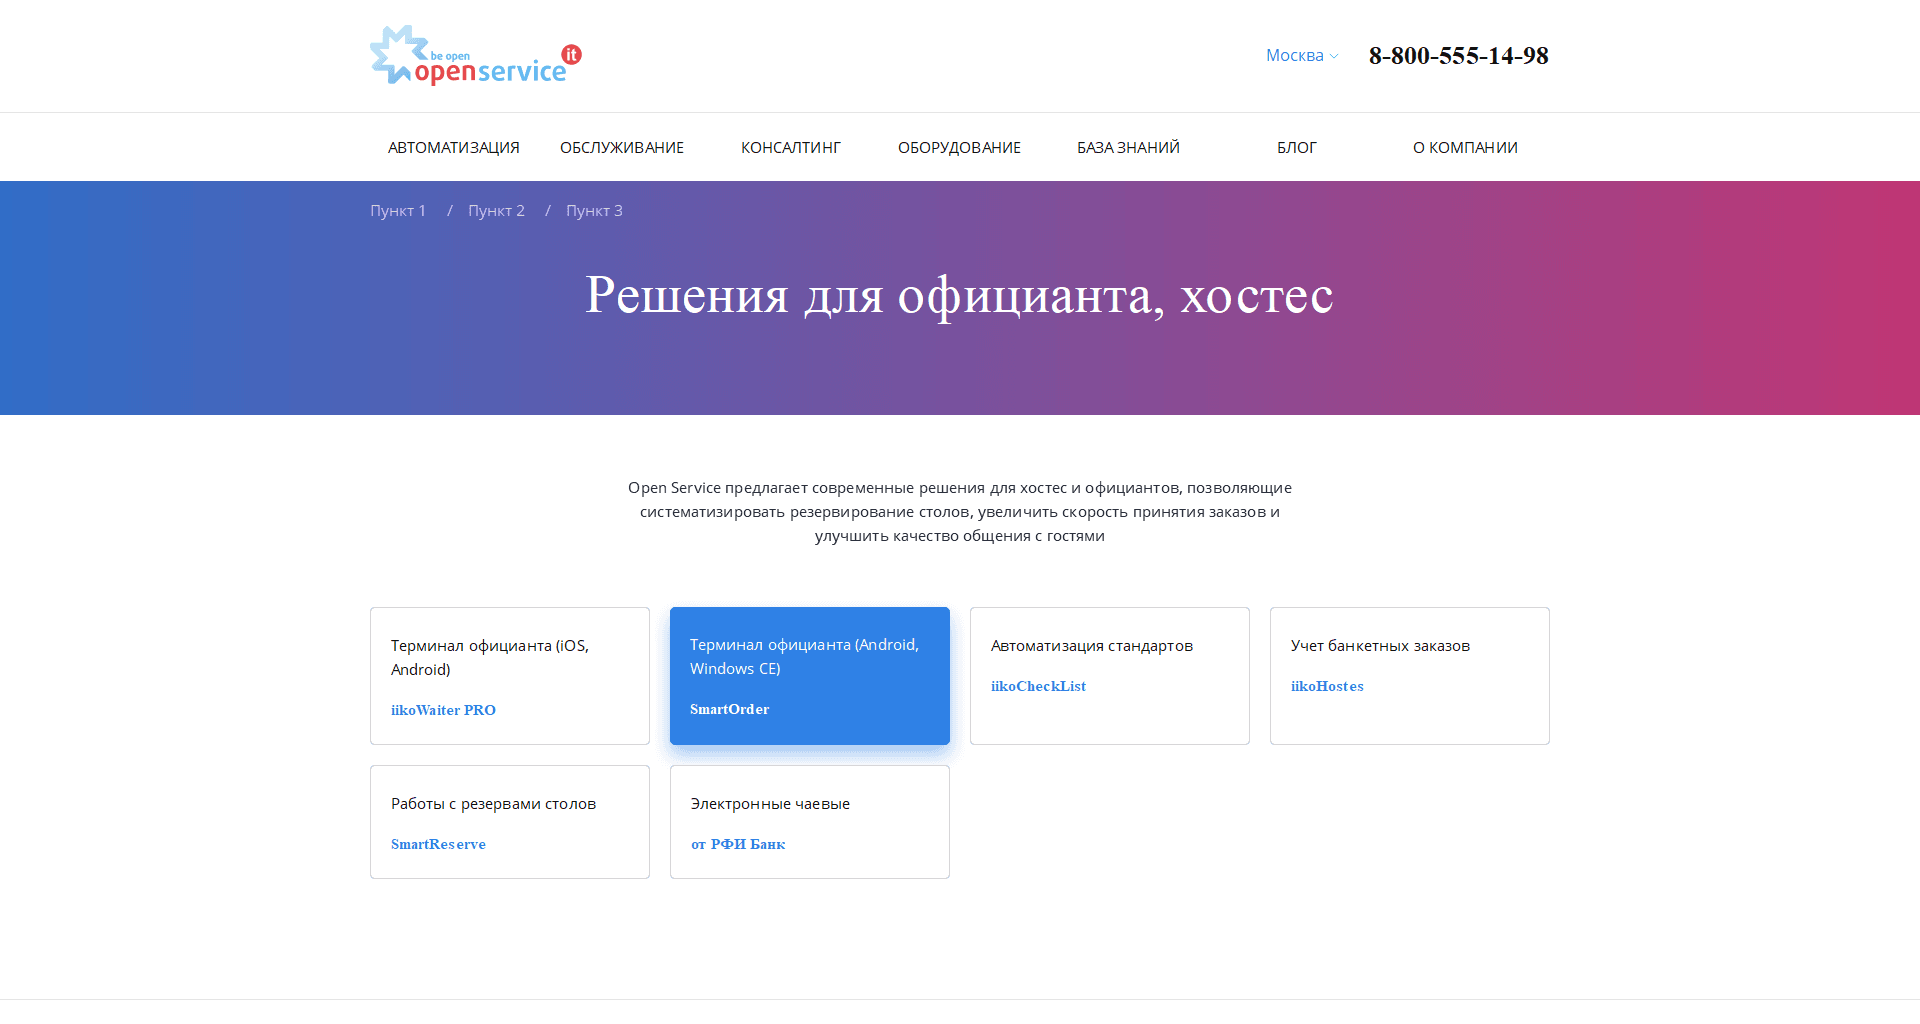 be open
openservice it
Москва
8-800-555-14-98
АВТОМАТИЗАЦИЯ ОБСЛУЖИВАНИЕ КОНСАЛТИНГ ОБОРУДОВАНИЕ БАЗА ЗНАНИЙ БЛОГ О КОМПАНИИ
Пункт 1 / Пункт 2 / Пункт 3
Решения для официанта, хостес
Open Service предлагает современные решения для хостес и официантов, позволяющие
систематизировать резервирование столов, увеличить скорость принятия заказов и
улучшить качество общения с гостями
Терминал официанта (iOS,
Android)
iikoWaiter PRO
Терминал официанта (Android,
Windows CE)
SmartOrder
Автоматизация стандартов
iikoCheckList
Учет банкетных заказов
iikoHostes
Работы с резервами столов
SmartReserve
Электронные чаевые
от РФИ Банк